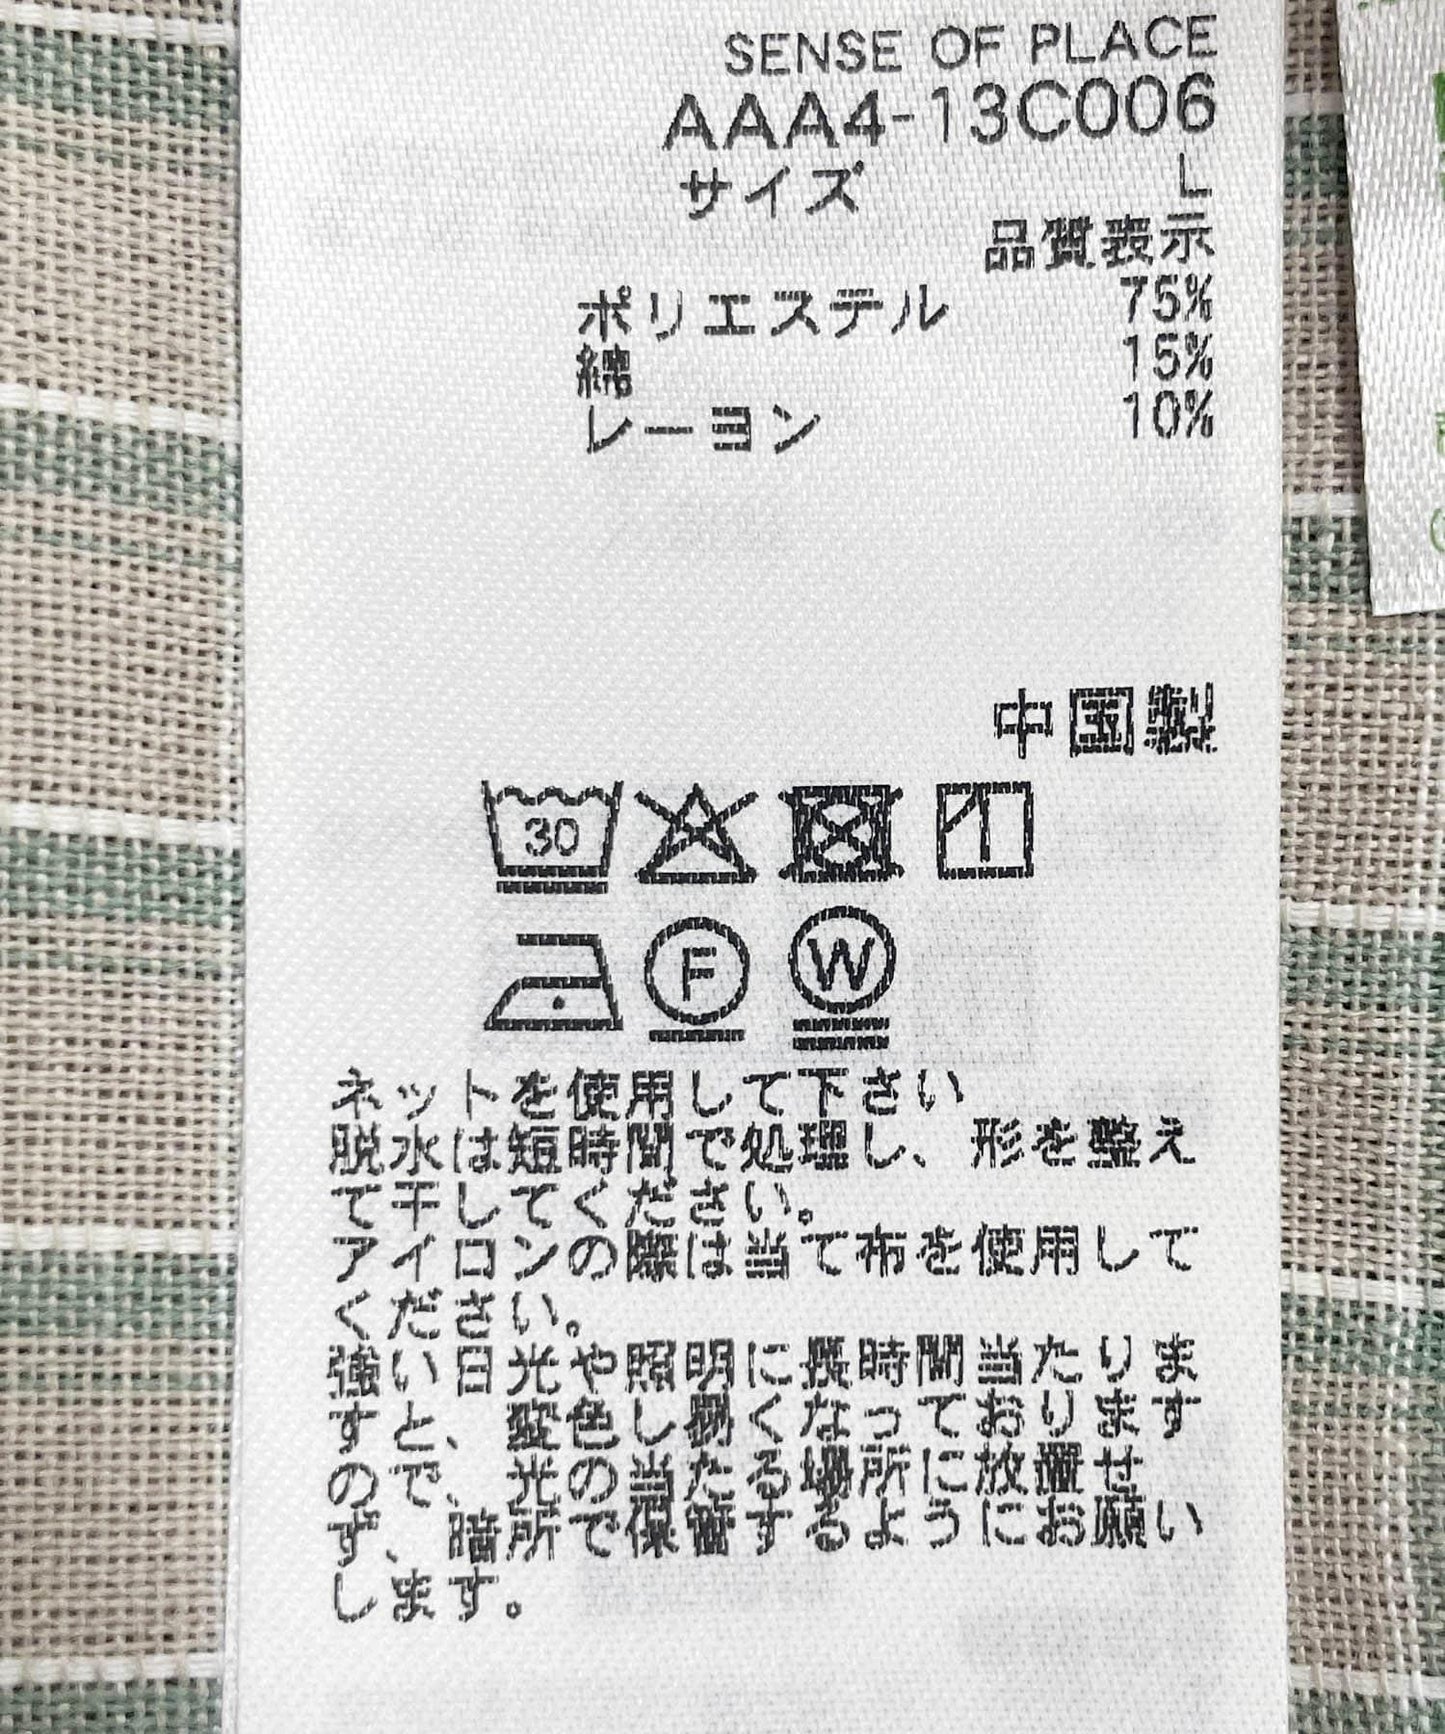 SENSE OF PLACE
AAA4-13C006
サイズ L
品質表示
ポリエステル 75%
綿 15%
レーヨン 10%
中国製
30
F W
ネットを使用して下さい
脱水は短時間で処理し、形を整え
て干してください。
アイロンの際は当て布を使用して
ください。
強い日光や照明に長時間当たりま
すと、変色し易くなっております
ので、光の当たる場所に放置せ
ず、暗所で保管するようにお願い
します。